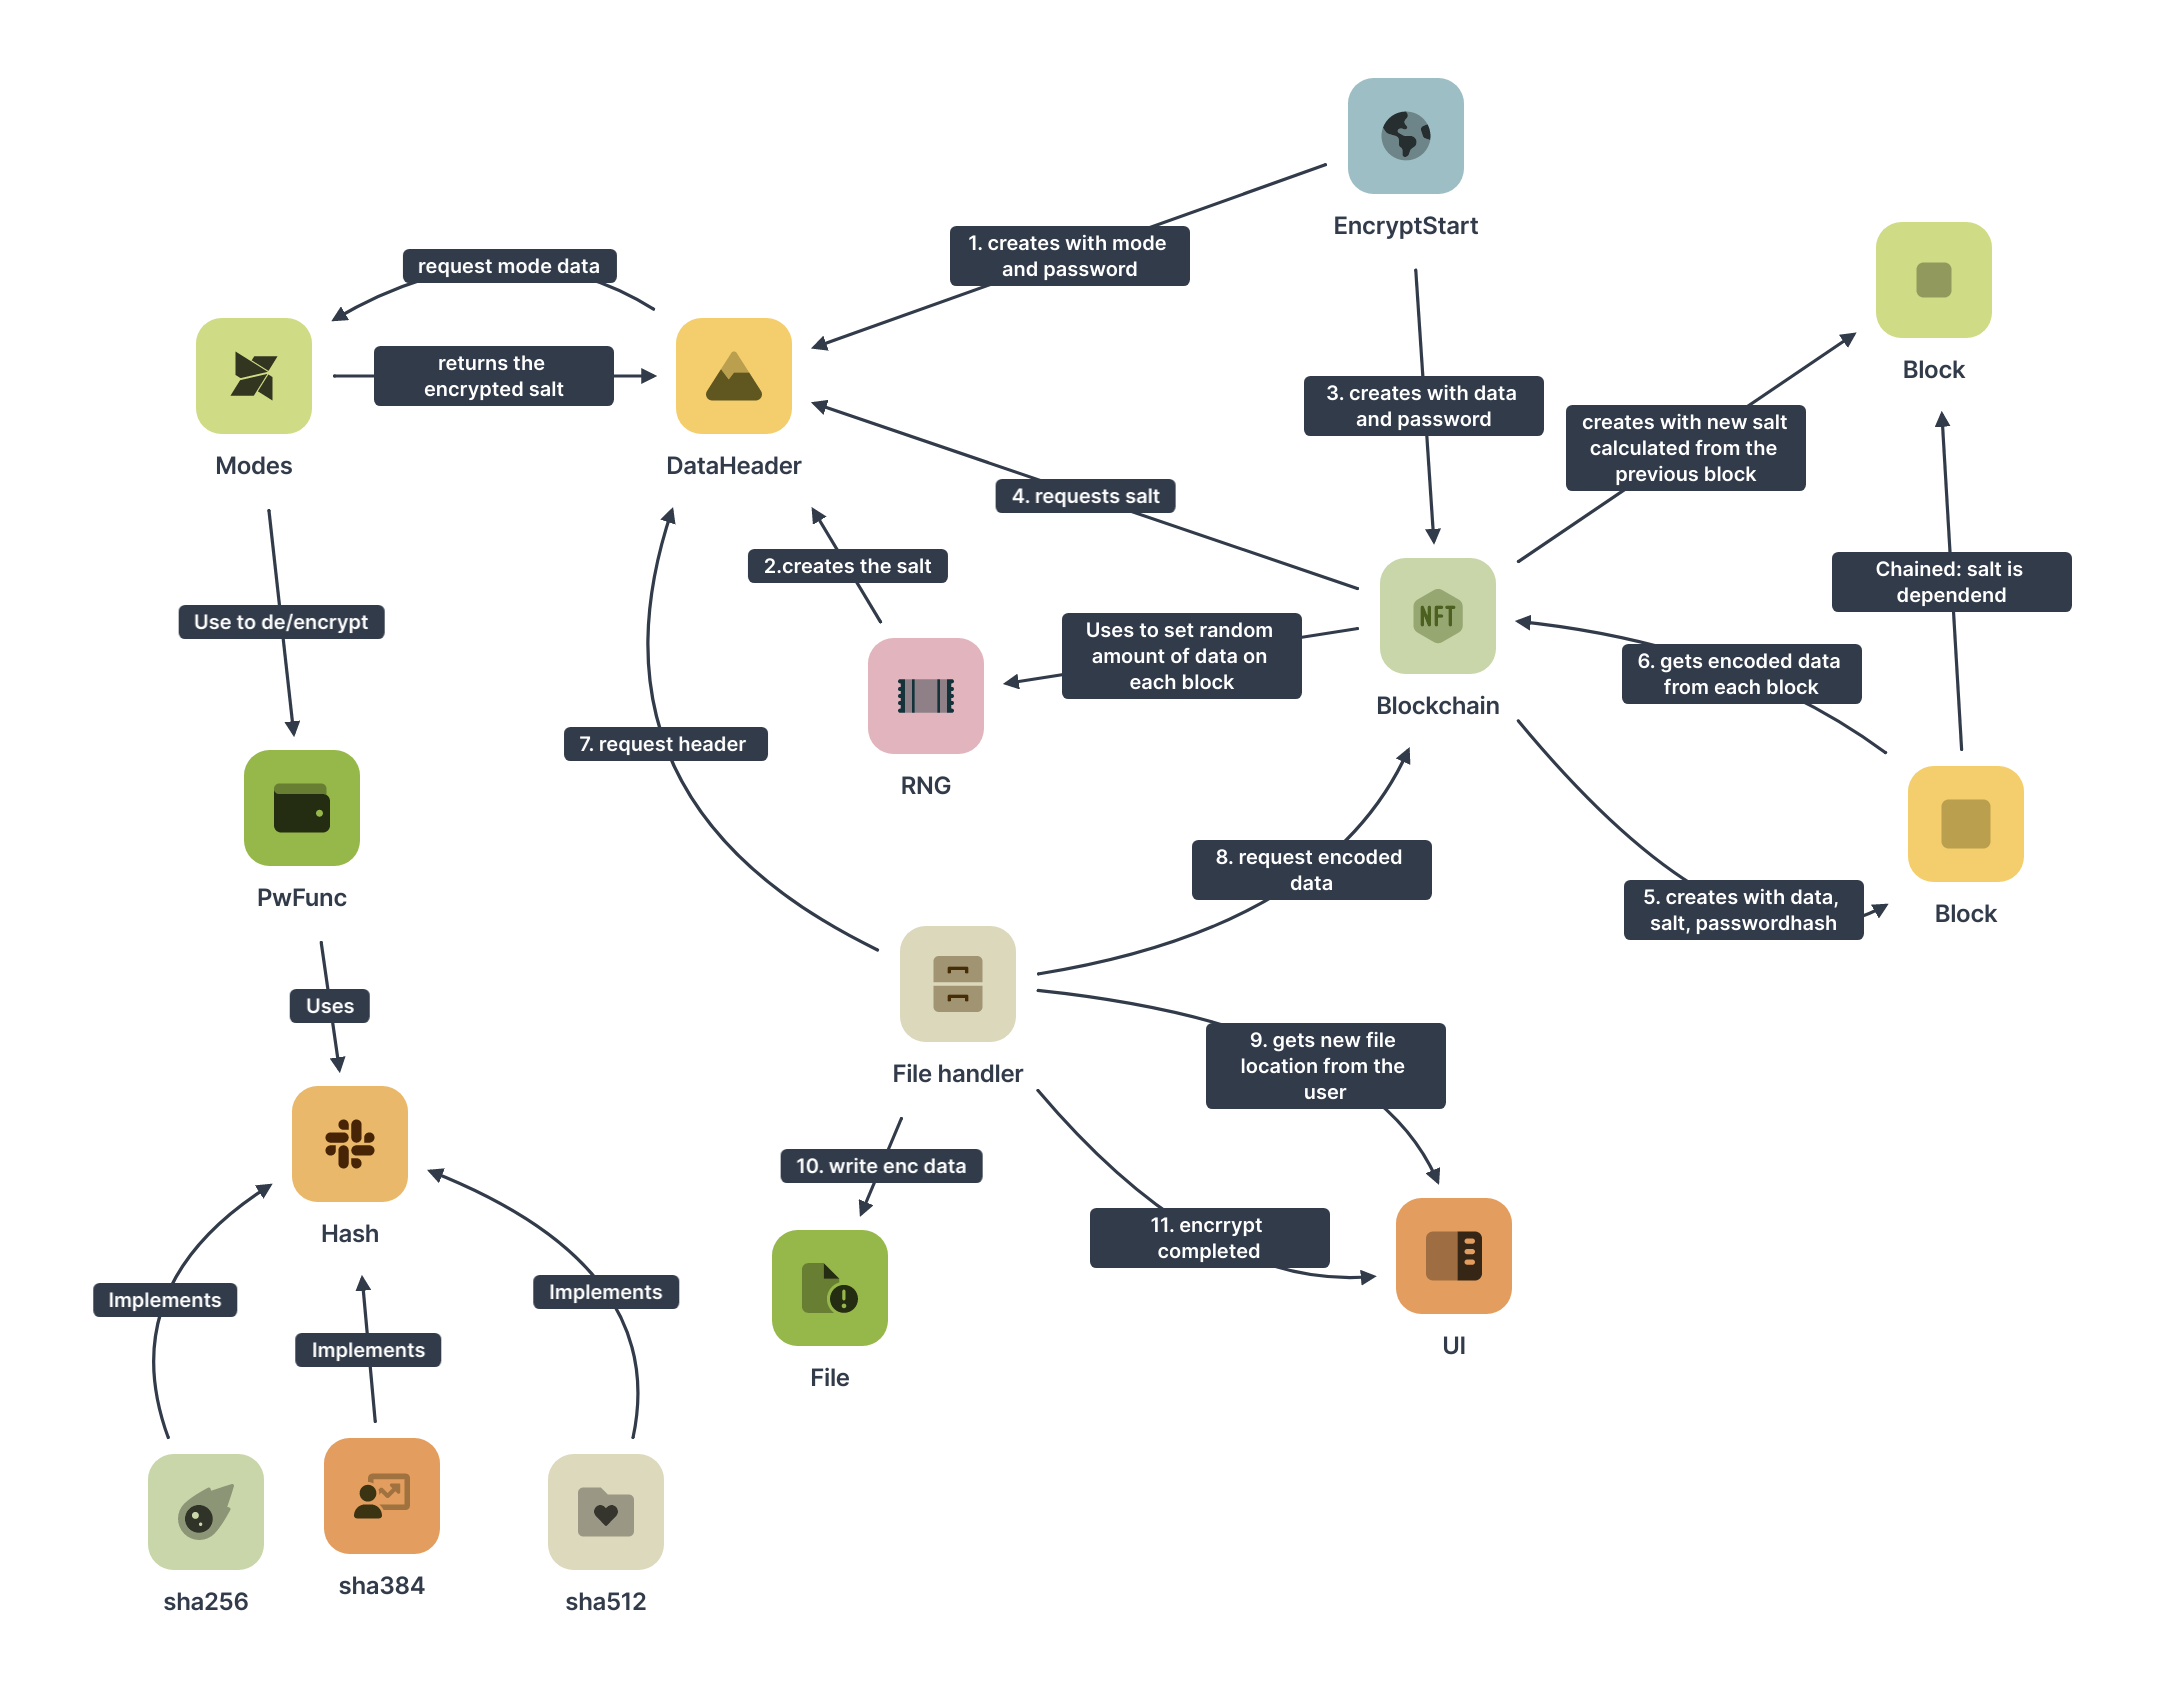 EncryptStart
1. creates with mode
and password
Block
request mode data
returns the
encrypted salt
Modes
DataHeader
3. creates with data
and password
creates with new salt
calculated from the
previous block
4. requests salt
2.creates the salt
Chained: salt is
dependend
Use to de/encrypt
Uses to set random
amount of data on
each block
NFT
6. gets encoded data
from each block
Blockchain
7. request header
RNG
8. request encoded
data
PwFunc
5. creates with data,
salt, passwordhash
Block
Uses
File handler
9. gets new file
location from the
user
10. write enc data
11. encrrypt
completed
Hash
Implements
Implements
Implements
UI
File
sha256
sha384
sha512